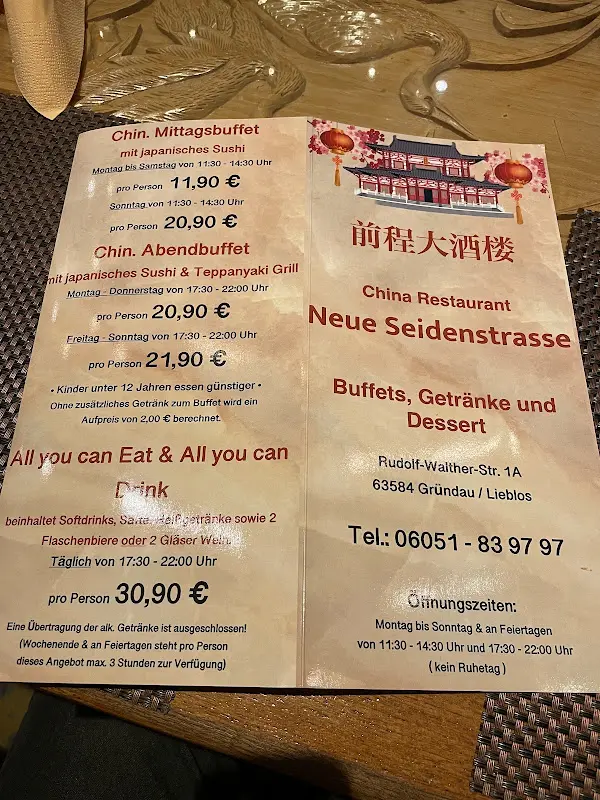 Chin. Mittagsbuffet
mit japanisches Sushi
Montag bis Samstag von 11:30 - 14:30 Uhr
pro Person 11,90 €
Sonntag von 11:30 - 14:30 Uhr
pro Person 20,90 €
Chin. Abendbuffet
mit japanisches Sushi & Teppanyaki Grill
Montag - Donnerstag von 17:30 - 22:00 Uhr
pro Person 20,90 €
Freitag - Sonntag von 17:30 - 22:00 Uhr
pro Person 21,90 €
• Kinder unter 12 Jahren essen günstiger •
Ohne zusätzliches Getränk zum Buffet wird ein
Aufpreis von 2,00 € berechnet.
All you can Eat & All you can
Drink
beinhaltet Softdrinks, Säfte, Heißgetränke sowie 2
Flaschenbiere oder 2 Gläser Wein.
Täglich von 17:30 - 22:00 Uhr
pro Person 30,90 €
Eine Übertragung der alk. Getränke ist ausgeschlossen!
(Wochenende & an Feiertagen steht pro Person
dieses Angebot max. 3 Stunden zur Verfügung)
前程大酒楼
China Restaurant
Neue Seidenstrasse
Buffets, Getränke und
Dessert
Rudolf-Walther-Str. 1A
63584 Gründau / Lieblos
Tel.: 06051 - 83 97 97
Öffnungszeiten:
Montag bis Sonntag & an Feiertagen
von 11:30 - 14:30 Uhr und 17:30 - 22:00 Uhr
( kein Ruhetag )